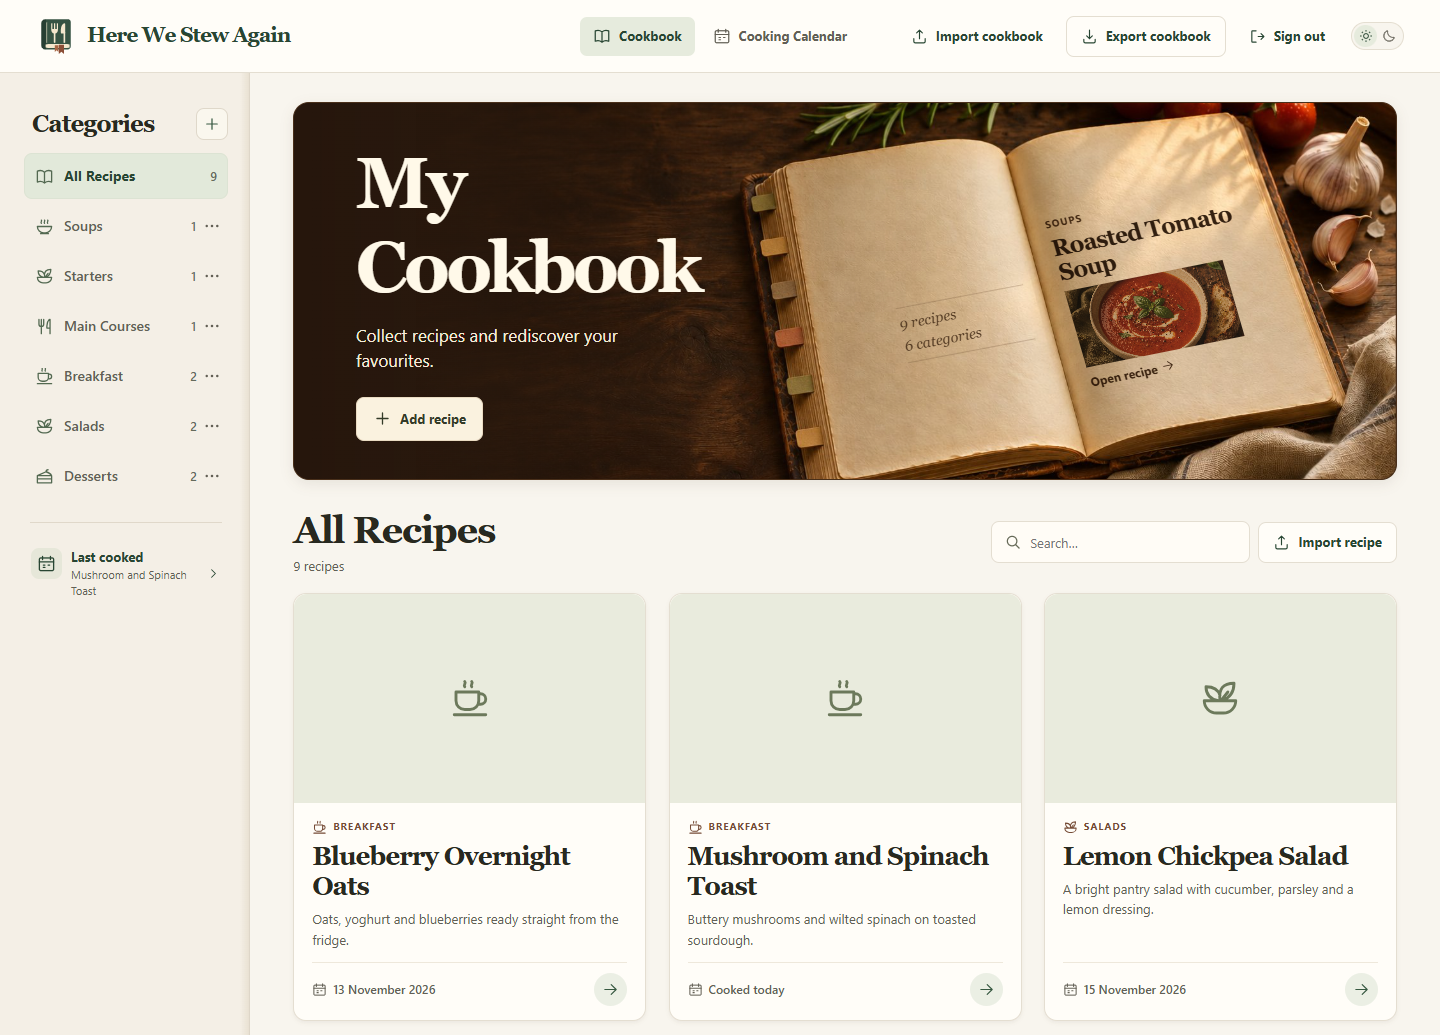 Here We Stew Again
Cookbook
Cooking Calendar
Import cookbook
Export cookbook
Sign out
Categories
All Recipes 9
Soups 1
Starters 1
Main Courses 1
Breakfast 2
Salads 2
Desserts 2
Last cooked
Mushroom and Spinach
Toast
My
Cookbook
Collect recipes and rediscover your
favourites.
Add recipe
9 recipes
6 categories
SOUPS
Roasted Tomato
Soup
Open recipe
All Recipes
9 recipes
Search...
Import recipe
BREAKFAST
Blueberry Overnight
Oats
Oats, yoghurt and blueberries ready straight from the
fridge.
13 November 2026
BREAKFAST
Mushroom and Spinach
Toast
Buttery mushrooms and wilted spinach on toasted
sourdough.
Cooked today
SALADS
Lemon Chickpea Salad
A bright pantry salad with cucumber, parsley and a
lemon dressing.
15 November 2026